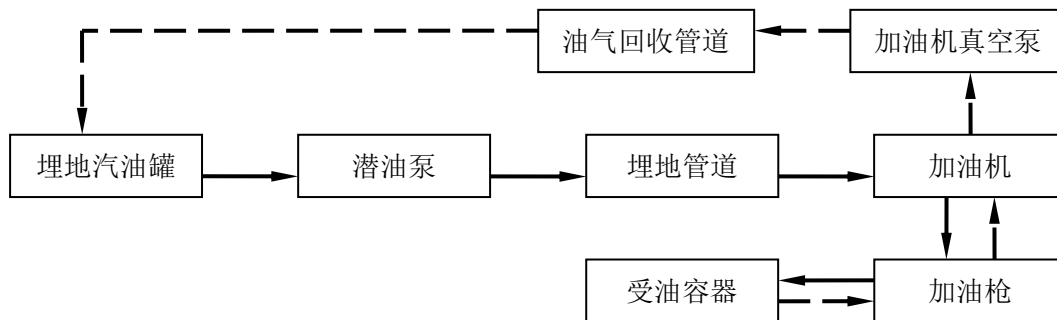 油气回收管道
加油机真空泵
埋地汽油罐
潜油泵
埋地管道
加油机
受油容器
加油枪